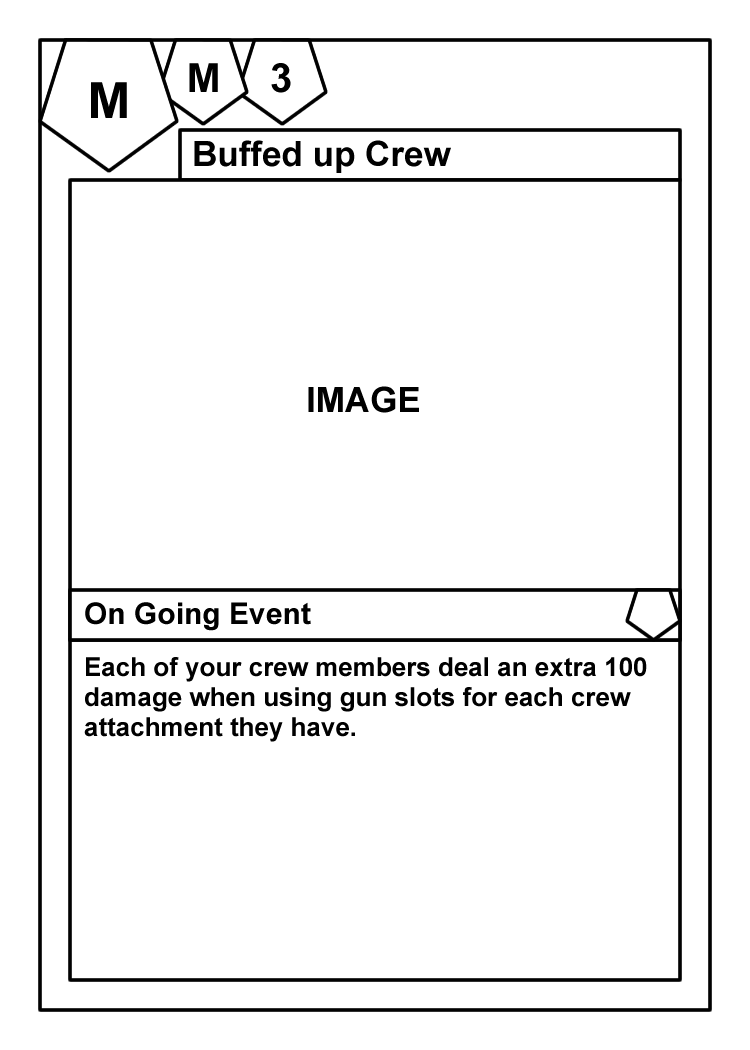 M
M
3
Buffed up Crew
IMAGE
On Going Event
Each of your crew members deal an extra 100
damage when using gun slots for each crew
attachment they have.